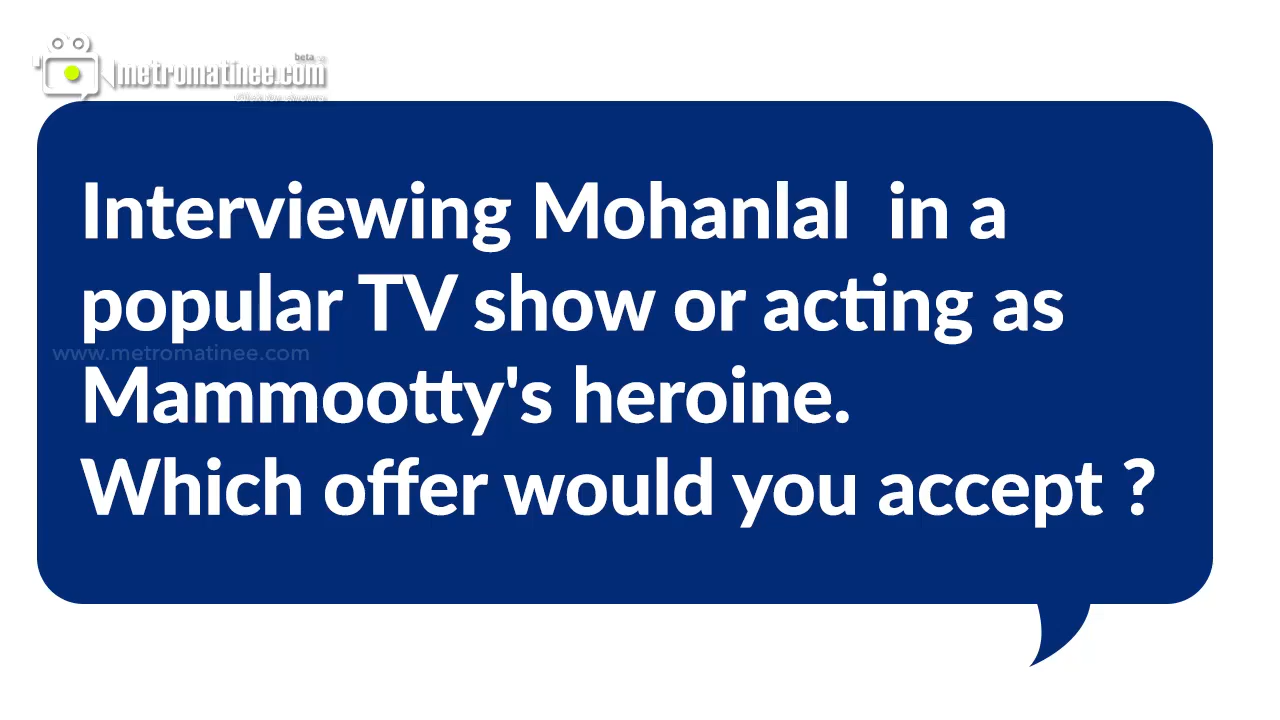 beta
metromatinee.com
Interviewing Mohanlal in a
popular TV show or acting as
www.metromatinee.com
Mammootty's heroine.
Which offer would you accept ?